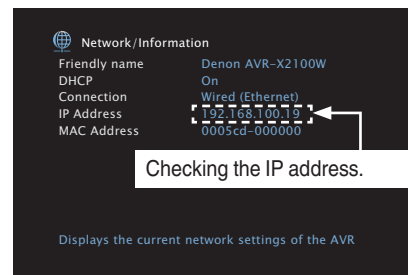 Network/Information
Friendly name Denon AVR-X2100W
DHCP On
Connection Wired (Ethernet)
IP Address 192.168.100.19
MAC Address 0005cd-000000
Checking the IP address.
Displays the current network settings of the AVR